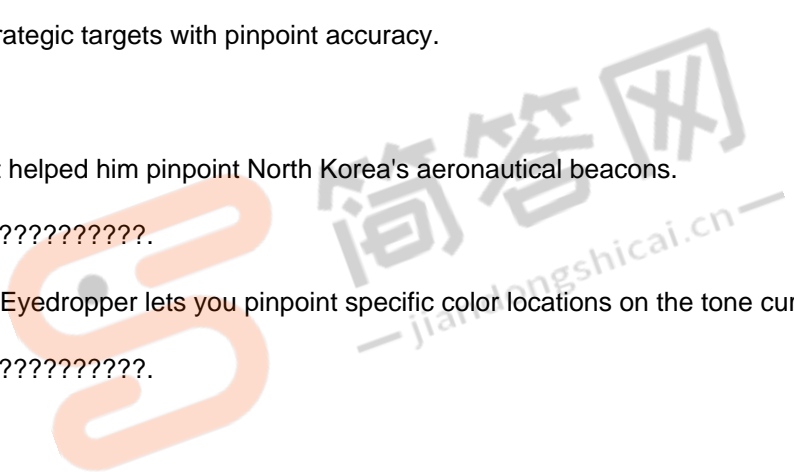 rategic targets with pinpoint accuracy.
helped him pinpoint North Korea's aeronautical beacons.
??????????.
Eyedropper lets you pinpoint specific color locations on the tone cur
??????????.
简答网
jiandongshicai.cn